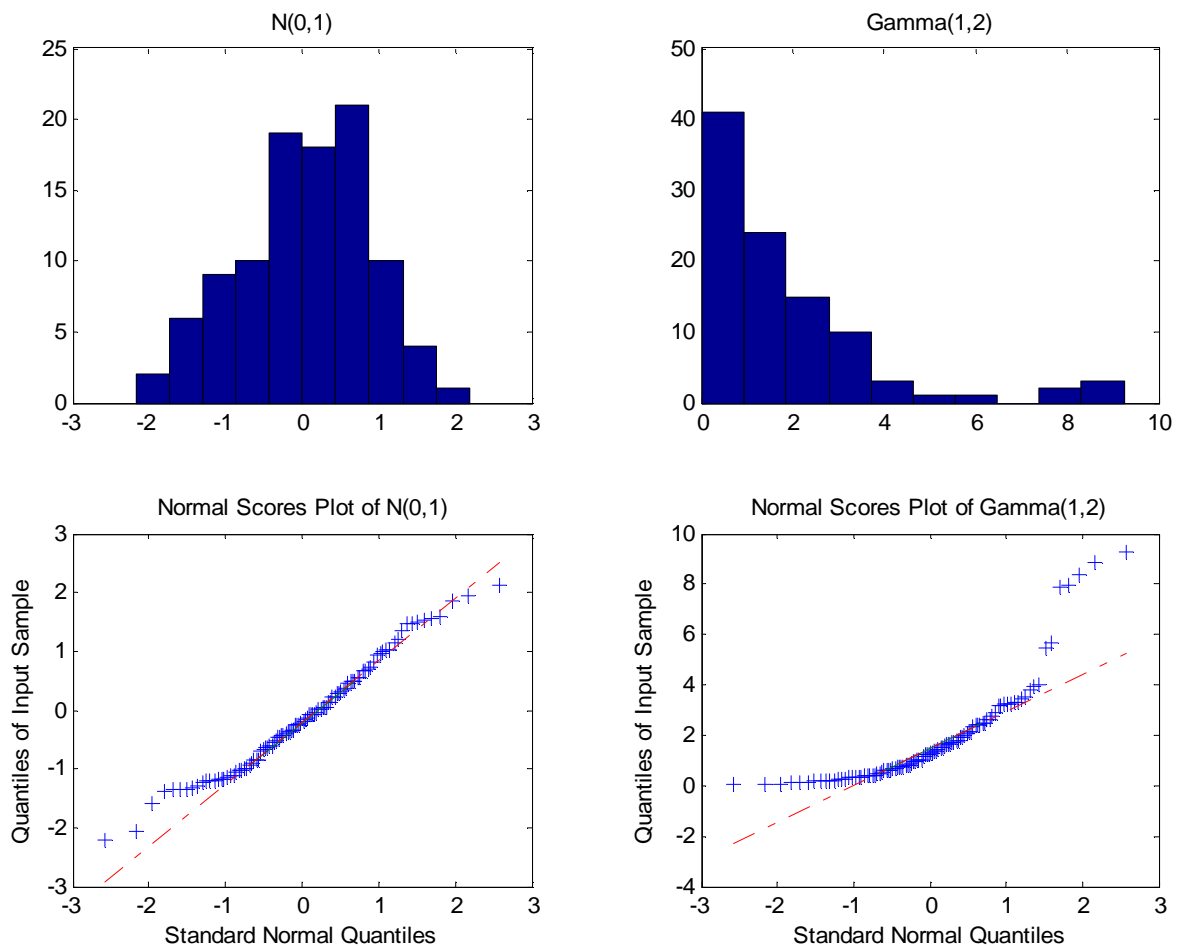 N(0,1)
25
20
15
10
5
0
-3 -2 -1 0 1 2 3
Gamma(1,2)
50
40
30
20
10
0
0 2 4 6 8 10
Normal Scores Plot of N(0,1)
Quantiles of Input Sample
3
2
1
0
-1
-2
-3
-3 -2 -1 0 1 2 3
Standard Normal Quantiles
Normal Scores Plot of Gamma(1,2)
Quantiles of Input Sample
10
8
6
4
2
0
-2
-4
-3 -2 -1 0 1 2 3
Standard Normal Quantiles